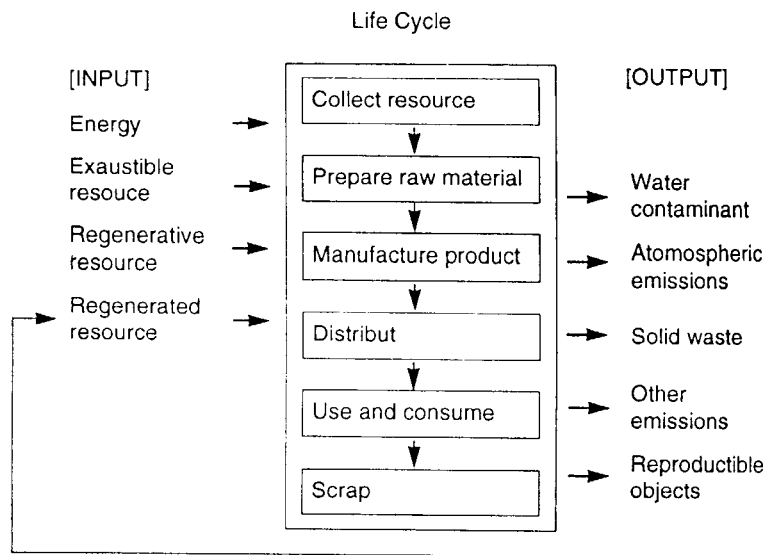 Life Cycle
[INPUT]
Energy
Exaustible
resouce
Regenerative
resource
Regenerated
resource
Collect resource
Prepare raw material
Manufacture product
Distribut
Use and consume
Scrap
[OUTPUT]
Water
contaminant
Atomospheric
emissions
Solid waste
Other
emissions
Reproductible
objects